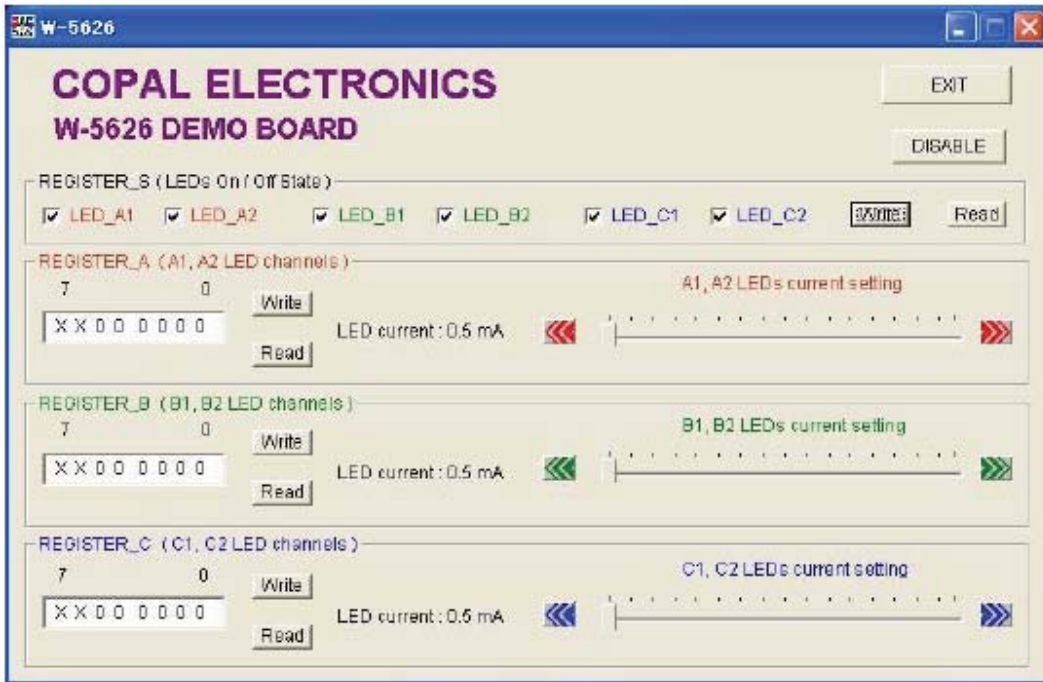 W-5626
COPAL ELECTRONICS
EXIT
W-5626 DEMO BOARD
DISABLE
REGISTER_S ( LEDs On / Off State )
LED_A1 LED_A2 LED_B1 LED_B2 LED_C1 LED_C2 Write Read
REGISTER_A ( A1, A2 LED channels )
7 0
A1, A2 LEDs current setting
Write
X X 0 0 0 0 0 0
LED current : 0.5 mA
Read
REGISTER_B ( B1, B2 LED channels )
7 0
B1, B2 LEDs current setting
Write
X X 0 0 0 0 0 0
LED current : 0.5 mA
Read
REGISTER_C ( C1, C2 LED channels )
7 0
C1, C2 LEDs current setting
Write
X X 0 0 0 0 0 0
LED current : 0.5 mA
Read